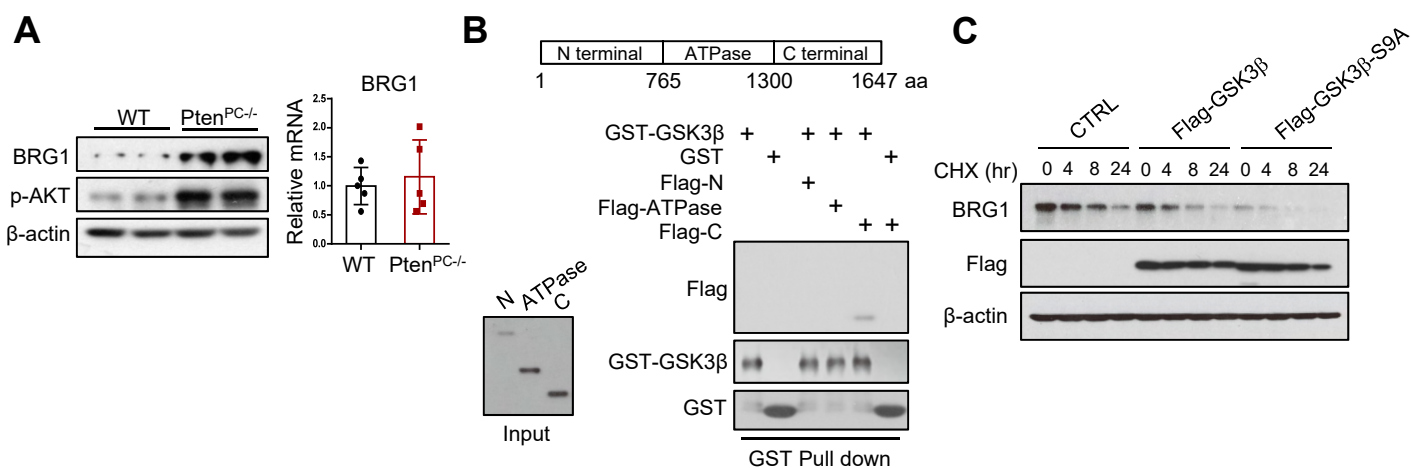 A
WT Pten^PC-/-
BRG1
p-AKT
β-actin
BRG1
Relative mRNA
2.5
2.0
1.5
1.0
0.5
0.0
WT Pten^PC-/-
B
N terminal ATPase C terminal
1 765 1300 1647 aa
GST-GSK3β + + + +
GST + +
Flag-N +
Flag-ATPase +
Flag-C + +
Flag
GST-GSK3β
GST
GST Pull down
N ATPase C
Input
C
CTRL Flag-GSK3β Flag-GSK3β-S9A
CHX (hr) 0 4 8 24 0 4 8 24 0 4 8 24
BRG1
Flag
β-actin